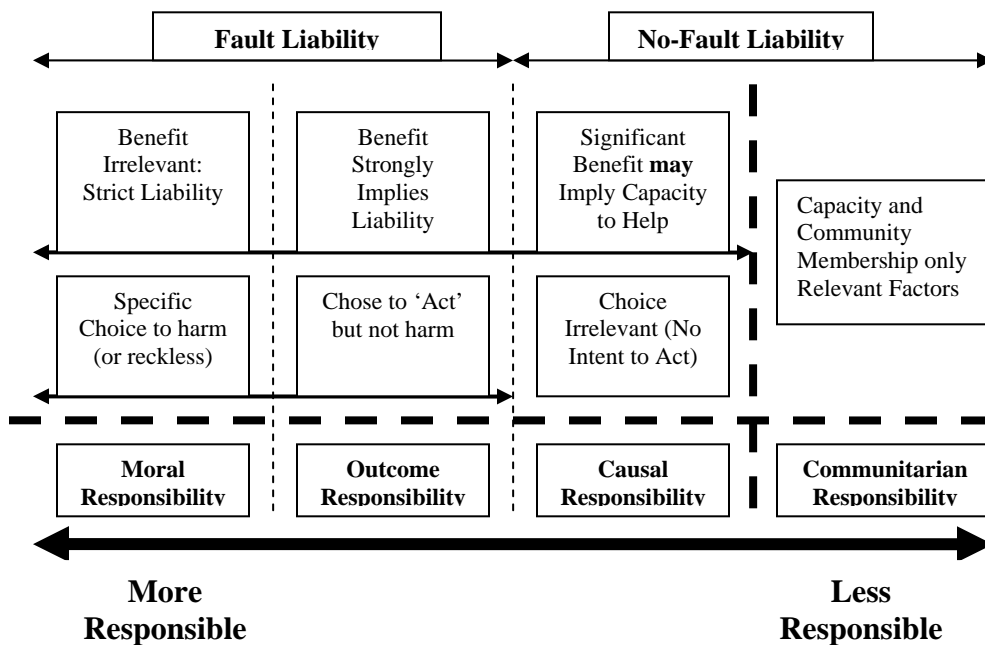 Fault Liability
No-Fault Liability
Benefit
Irrelevant:
Strict Liability
Benefit
Strongly
Implies
Liability
Significant
Benefit may
Imply Capacity
to Help
Capacity and
Community
Membership only
Relevant Factors
Specific
Choice to harm
(or reckless)
Chose to ‘Act’
but not harm
Choice
Irrelevant (No
Intent to Act)
Moral
Responsibility
Outcome
Responsibility
Causal
Responsibility
Communitarian
Responsibility
More
Responsible
Less
Responsible